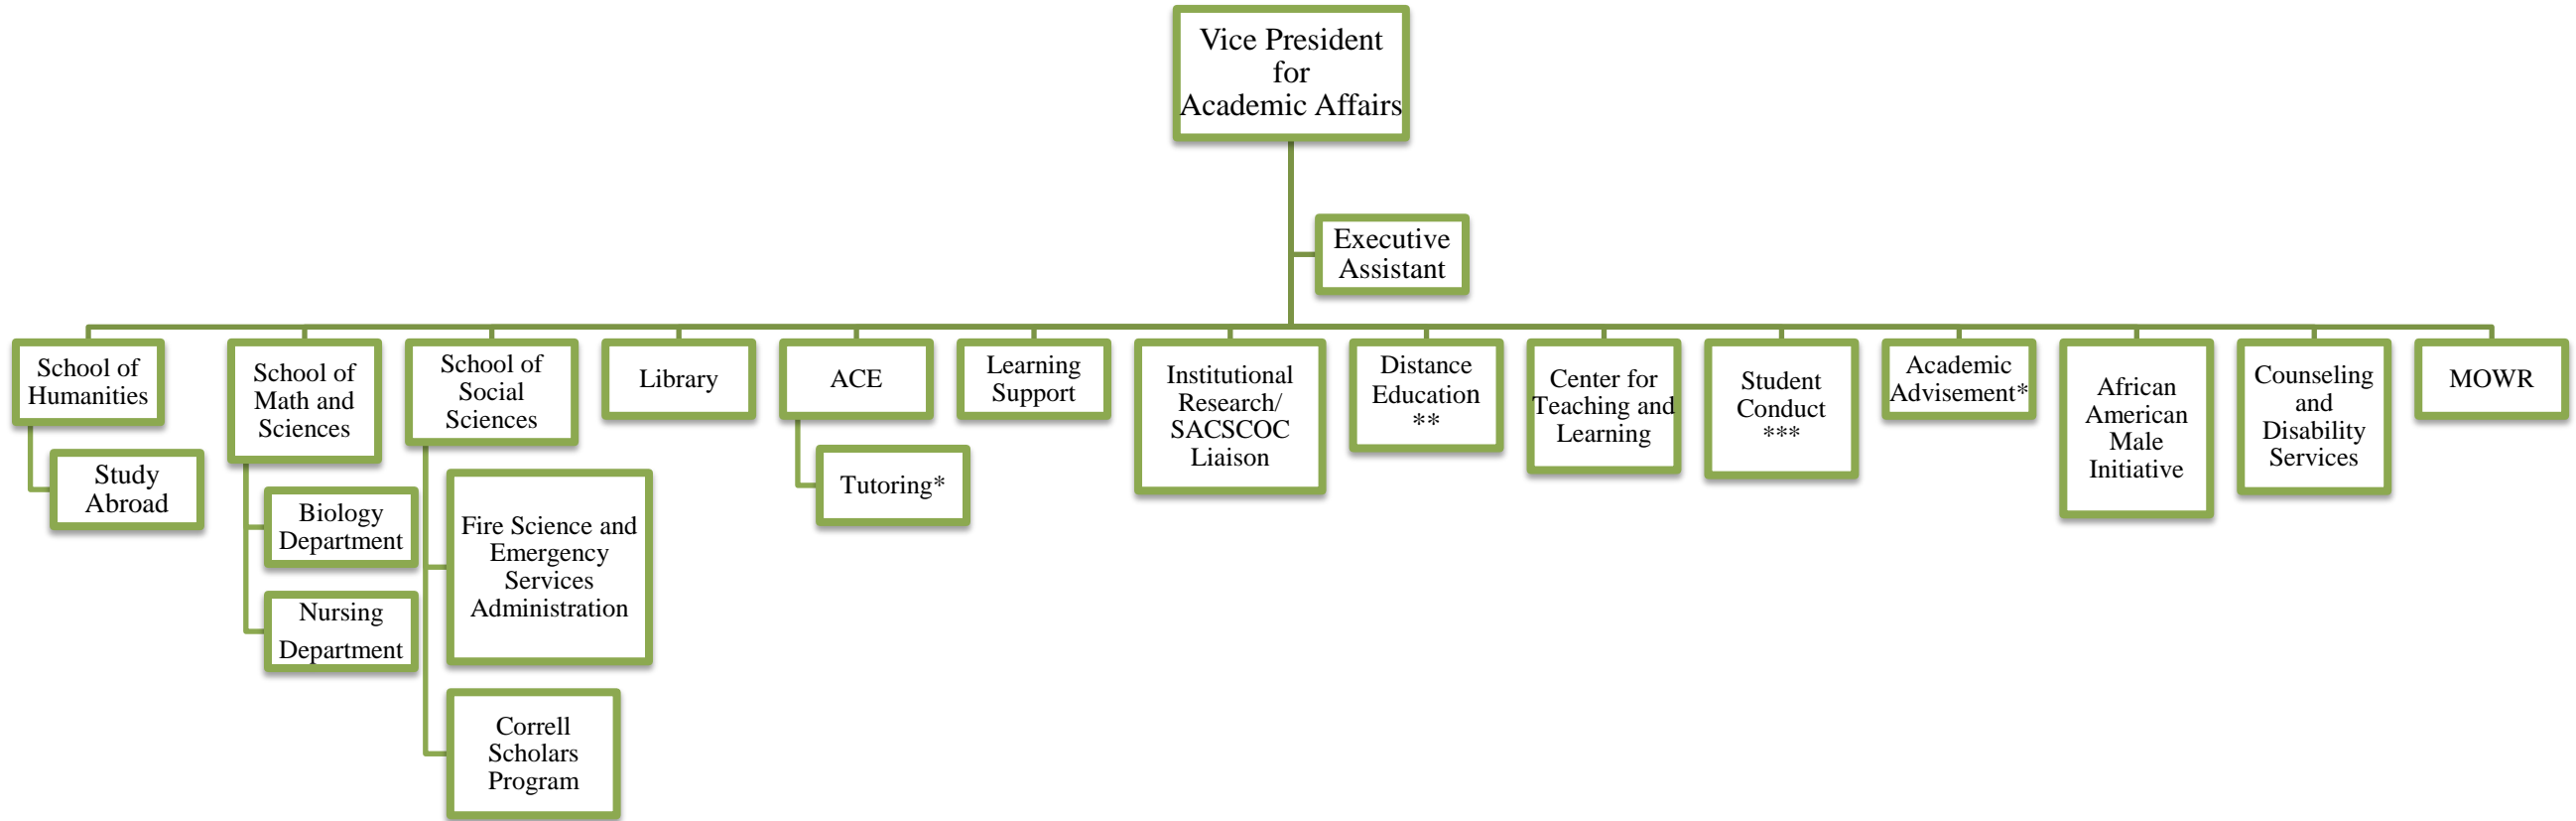 Vice President
for
Academic Affairs
Executive
Assistant
School of
Humanities
Study
Abroad
School of
Math and
Sciences
Biology
Department
Nursing
Department
School of
Social
Sciences
Fire Science and
Emergency
Services
Administration
Correll
Scholars
Program
Library
ACE
Tutoring*
Learning
Support
Institutional
Research/
SACSCOC
Liaison
Distance
Education
**
Center for
Teaching and
Learning
Student
Conduct
***
Academic
Advisement*
African
American
Male
Initiative
Counseling
and
Disability
Services
MOWR